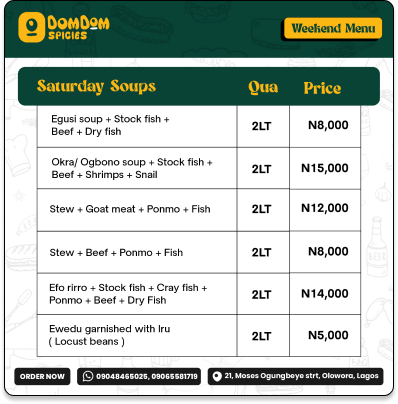 DOMDOM
SPICIES
Weekend Menu
Saturday Soups Qua Price
Egusi soup + Stock fish +
Beef + Dry fish
2LT N8,000
Okra/ Ogbono soup + Stock fish +
Beef + Shrimps + Snail
2LT N15,000
Stew + Goat meat + Ponmo + Fish 2LT N12,000
Stew + Beef + Ponmo + Fish 2LT N8,000
Efo rirro + Stock fish + Cray fish +
Ponmo + Beef + Dry Fish
2LT N14,000
Ewedu garnished with Iru
( Locust beans )
2LT N5,000
ORDER NOW 09048465025, 09065581719 21, Moses Ogungbeye strt, Olowora, Lagos